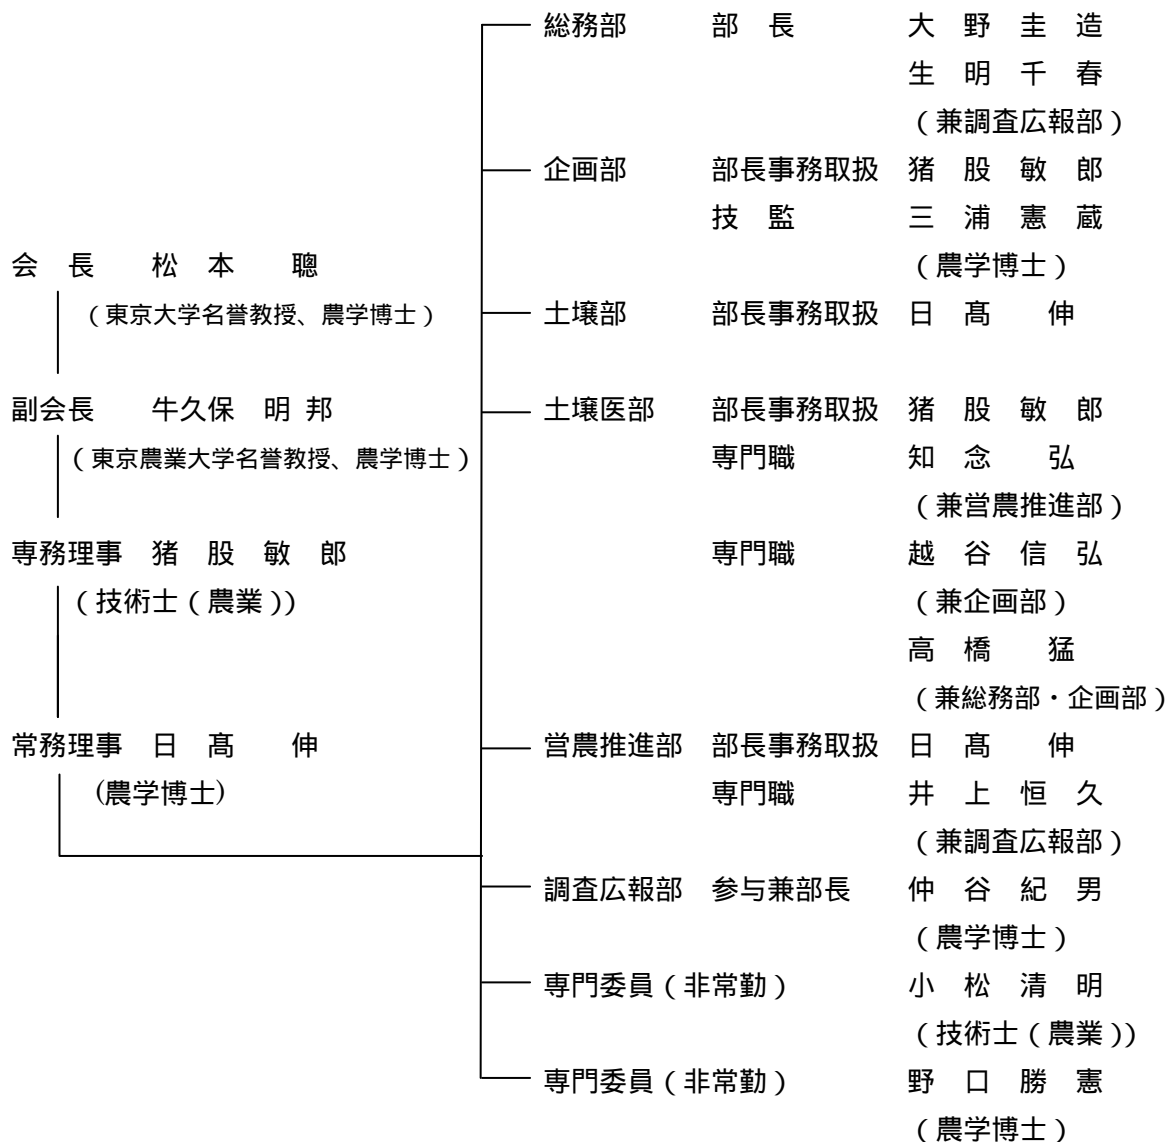 会　長　　松　本　　聰
（東京大学名誉教授、農学博士）
副会長　　牛久保　明 邦
（東京農業大学名誉教授、農学博士）
専務理事　猪　股　敏　郎
（技術士（農業））
常務理事　日　髙　　伸
(農学博士)
総務部　　部　長　　大　野　圭　造
生　明　千　春
（兼調査広報部）
企画部　　部長事務取扱　猪　股　敏　郎
技　監　　三　浦　憲　蔵
（農学博士）
土壌部　　部長事務取扱　日　髙　　伸
土壌医部　部長事務取扱　猪　股　敏　郎
専門職　　知　念　　弘
（兼営農推進部）
専門職　　越　谷　信　弘
（兼企画部）
高　橋　　猛
（兼総務部・企画部）
営農推進部　部長事務取扱　日　髙　　伸
専門職　　井　上　恒　久
（兼調査広報部）
調査広報部　参与兼部長　仲　谷　紀　男
（農学博士）
専門委員（非常勤）　小　松　清　明
（技術士（農業））
専門委員（非常勤）　野　口　勝　憲
（農学博士）